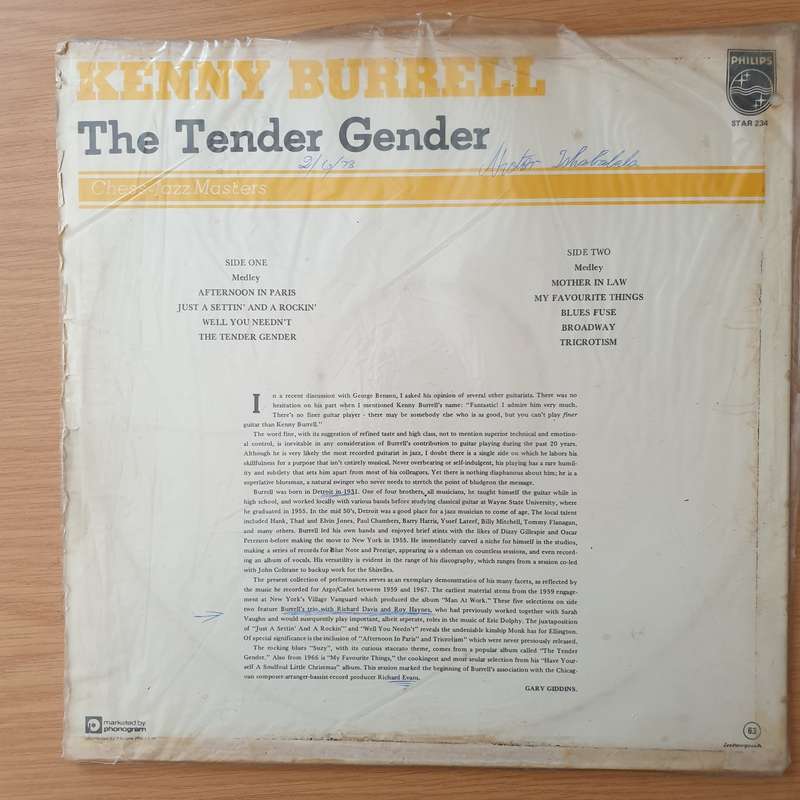 KENNY BURRELL
PHILIPS
STAR 234
The Tender Gender
2/6/78
Chess Jazz Masters
SIDE ONE
Medley
AFTERNOON IN PARIS
JUST A SETTIN' AND A ROCKIN'
WELL YOU NEEDN'T
THE TENDER GENDER
SIDE TWO
Medley
MOTHER IN LAW
MY FAVOURITE THINGS
BLUES FUSE
BROADWAY
TRICROTISM
In a recent discussion with George Benson, I asked his opinion of several other guitarists. There was no
hesitation on his part when I mentioned Kenny Burrell's name: "Fantastic! I admire him very much.
There's no finer guitar player - there may be somebody else who is as good, but you can't play finer
guitar than Kenny Burrell."
The word fine, with its suggestion of refined taste and high class, not to mention superior technical and emotion-
al control, is inevitable in any consideration of Burrell's contribution to guitar playing during the past 20 years.
Although he is very likely the most recorded guitarist in jazz, I doubt there is a single side on which he labors his
skillfulness for a purpose that isn't entirely musical. Never overbearing or self-indulgent, his playing has a rare humil-
ity and subtlety that sets him apart from most of his colleagues. Yet there is nothing diaphanous about him; he is a
superlative bluesman, a natural swinger who never needs to stretch the point of bludgeon the message.
Burrell was born in Detroit in 1931. One of four brothers, all musicians, he taught himself the guitar while in
high school, and worked locally with various bands before studying classical guitar at Wayne State University, where
he graduated in 1955. In the mid 50's, Detroit was a good place for a jazz musician to come of age. The local talent
included Hank, Thad and Elvin Jones, Paul Chambers, Barry Harris, Yusef Lateef, Billy Mitchell, Tommy Flanagan,
and many others. Burrell led his own bands and enjoyed brief stints with the likes of Dizzy Gillespie and Oscar
Peterson before making the move to New York in 1955. He immediately carved a niche for himself in the studios,
making a series of records for Blue Note and Prestige, appearing as a sideman on countless sessions, and even record-
ing an album of vocals. His versatility is evident in the range of his discography, which ranges from a session co-led
with John Coltrane to backup work for the Shirelles.
The present collection of performances serves as an exemplary demonstration of his many facets, as reflected by
the music he recorded for Argo/Cadet between 1959 and 1967. The earliest material stems from the 1959 engage-
ment at New York's Village Vanguard which produced the album "Man At Work." These five selections on side
two feature Burrell's trio with Richard Davis and Roy Haynes, who had previously worked together with Sarah
Vaughn and would susequently play important, albeit seperate, roles in the music of Eric Dolphy. The juxtaposition
of "Just A Settin' And A Rockin'" and "Well You Needn't" reveals the undeniable kinship Monk has for Ellington.
Of special significance is the inclusion of "Afternoon In Paris" and Tricrotism" which were never previously released.
The rocking blues "Suzy", with its curious staccato theme, comes from a popular album called "The Tender
Gender." Also from 1966 is "My Favourite Things," the cookingest and most soular selection from his "Have Your-
self A Soulfoul Little Christmas" album. This session marked the beginning of Burrell's association with the Chicag-
oan composer-arranger-bassist-record producer Richard Evans.
GARY GIDDINS.
marketed by
phonogram
63